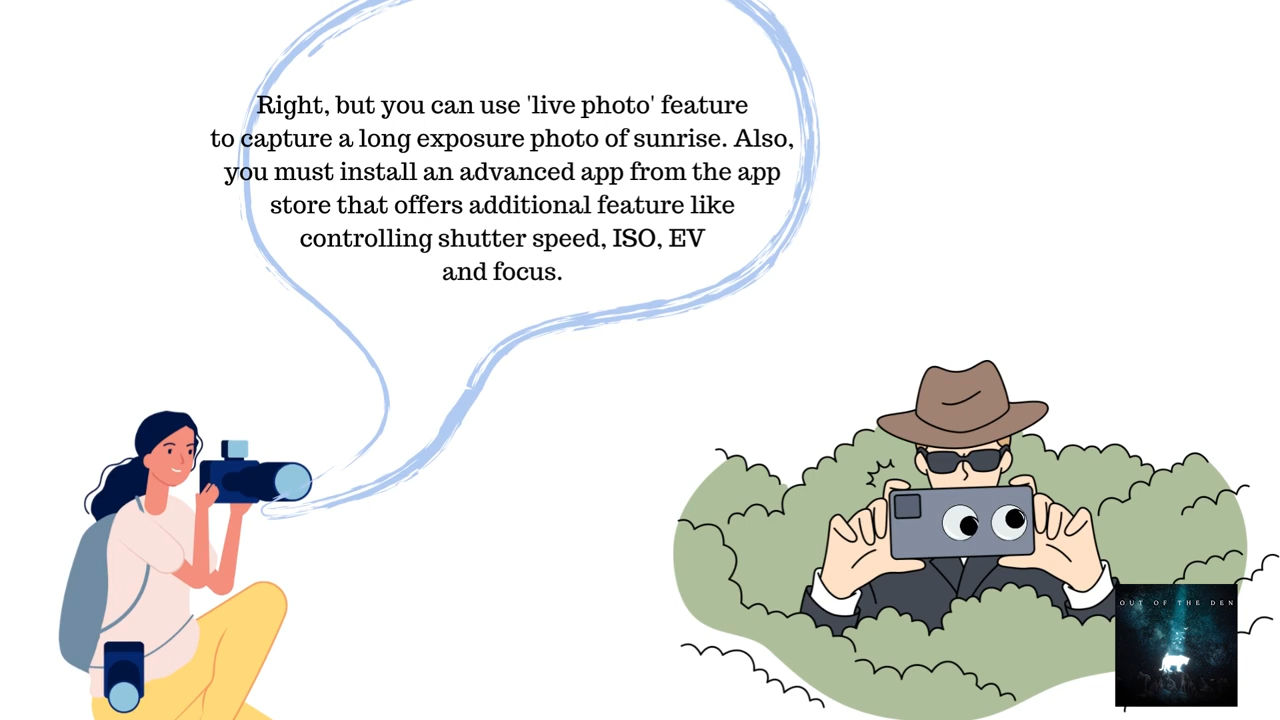 Right, but you can use 'live photo' feature
to capture a long exposure photo of sunrise. Also,
you must install an advanced app from the app
store that offers additional feature like
controlling shutter speed, ISO, EV
and focus.
OUT OF THE DEN